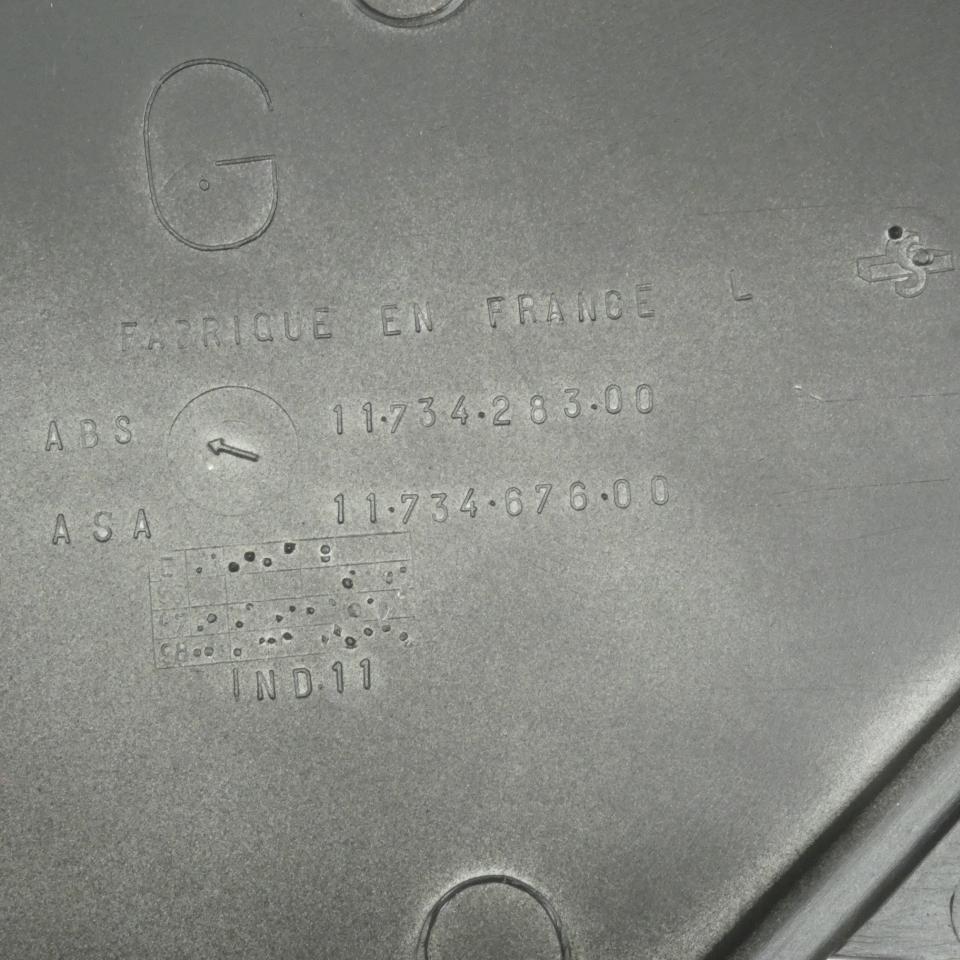 G
FABRIQUE EN FRANCE L
S
ABS 11.734.283.00
ASA 11.734.676.00
IND.11